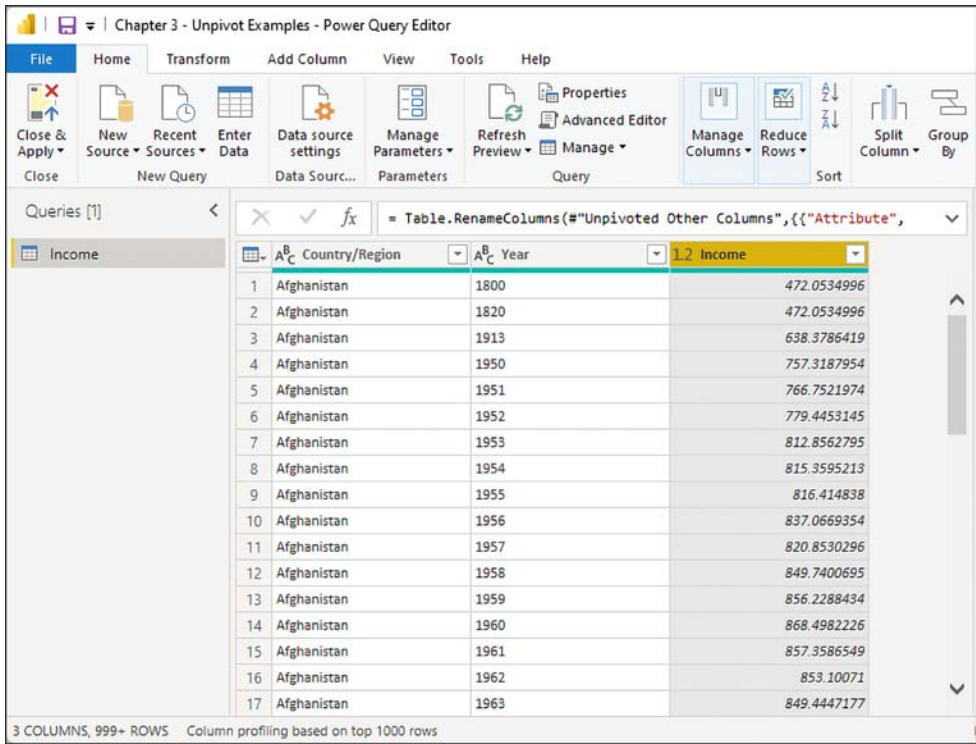 Chapter 3 - Unpivot Examples - Power Query Editor
File Home Transform Add Column View Tools Help
Close & Apply
New Source
Recent Sources
Enter Data
Data source settings
Manage Parameters
Refresh Preview
Properties
Advanced Editor
Manage
Manage Columns
Reduce Rows
Split Column
Group By
Close
New Query
Data Sourc...
Parameters
Query
Sort
Queries [1]
Income
fx = Table.RenameColumns(#"Unpivoted Other Columns",{{"Attribute",
ABC Country/Region ABC Year 1.2 Income
1 Afghanistan 1800 472.0534996
2 Afghanistan 1820 472.0534996
3 Afghanistan 1913 638.3786419
4 Afghanistan 1950 757.3187954
5 Afghanistan 1951 766.7521974
6 Afghanistan 1952 779.4453145
7 Afghanistan 1953 812.8562795
8 Afghanistan 1954 815.3595213
9 Afghanistan 1955 816.414838
10 Afghanistan 1956 837.0669354
11 Afghanistan 1957 820.8530296
12 Afghanistan 1958 849.7400695
13 Afghanistan 1959 856.2288434
14 Afghanistan 1960 868.4982226
15 Afghanistan 1961 857.3586549
16 Afghanistan 1962 853.10071
17 Afghanistan 1963 849.4447177
3 COLUMNS, 999+ ROWS Column profiling based on top 1000 rows